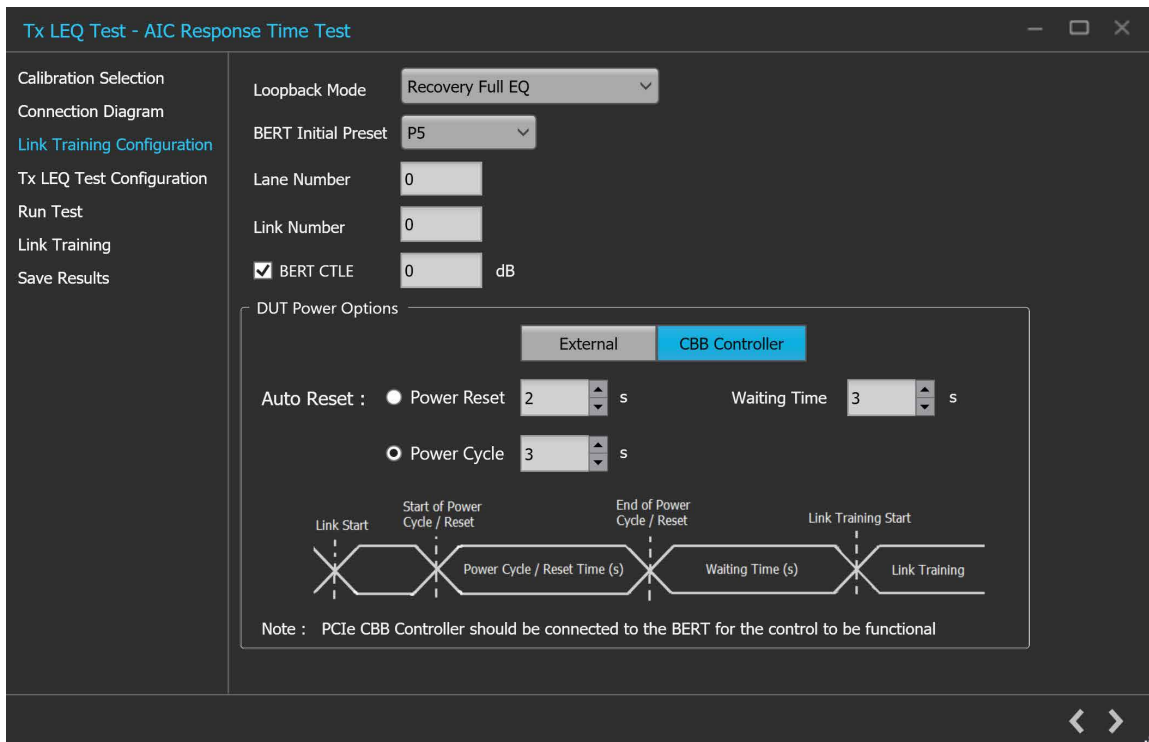 Tx LEQ Test - AIC Response Time Test
Calibration Selection
Connection Diagram
Link Training Configuration
Tx LEQ Test Configuration
Run Test
Link Training
Save Results
Loopback Mode Recovery Full EQ
BERT Initial Preset P5
Lane Number 0
Link Number 0
BERT CTLE 0 dB
DUT Power Options
External CBB Controller
Auto Reset : Power Reset 2 s Waiting Time 3 s
Power Cycle 3 s
Link Start
Start of Power
Cycle / Reset
End of Power
Cycle / Reset
Link Training Start
Power Cycle / Reset Time (s) Waiting Time (s) Link Training
Note : PCIe CBB Controller should be connected to the BERT for the control to be functional